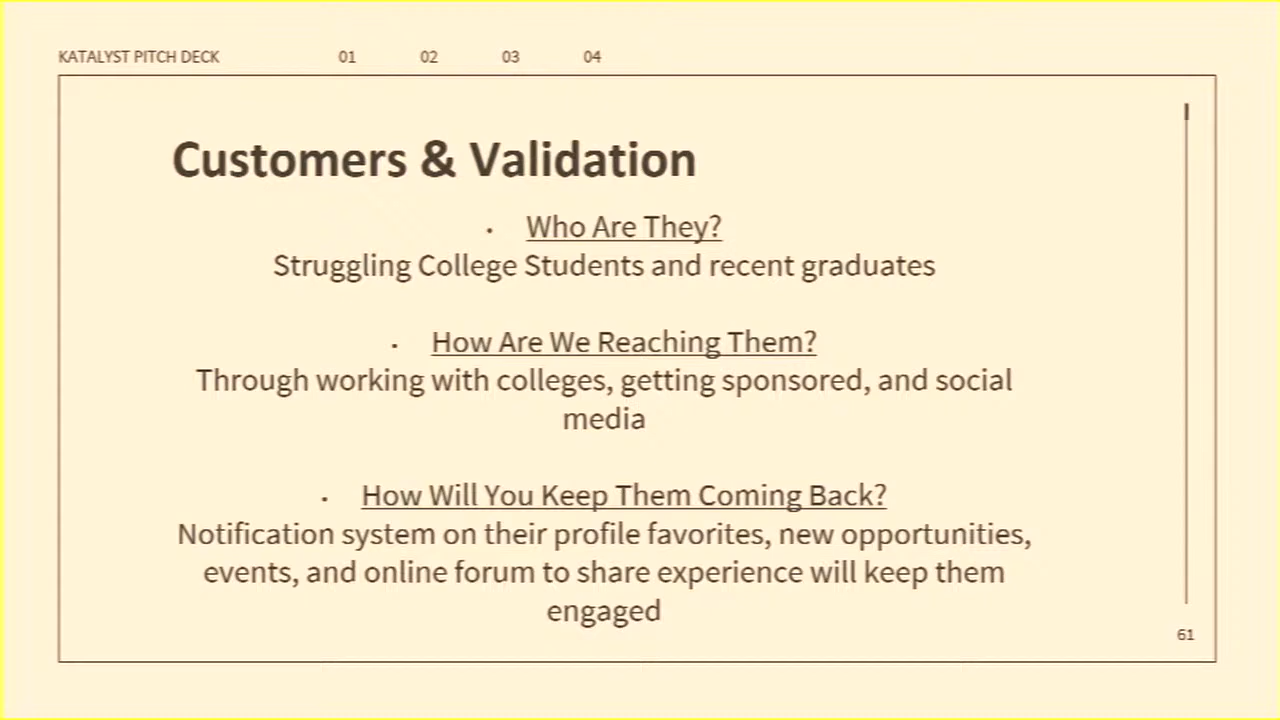 KATALYST PITCH DECK 01 02 03 04
Customers & Validation
• Who Are They?
Struggling College Students and recent graduates
• How Are We Reaching Them?
Through working with colleges, getting sponsored, and social
media
• How Will You Keep Them Coming Back?
Notification system on their profile favorites, new opportunities,
events, and online forum to share experience will keep them
engaged
61